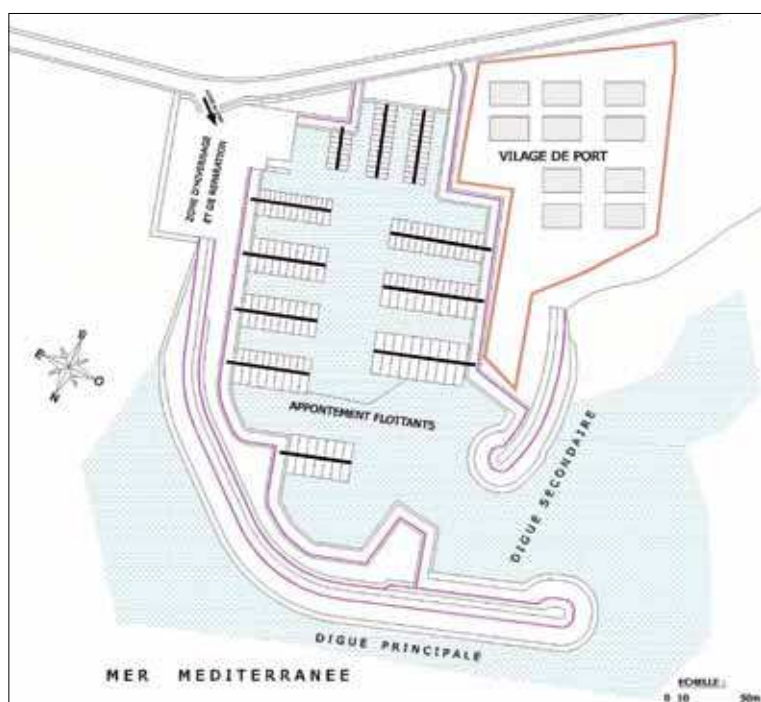 ZONE D'HIVERNAGE
ET DE REPARATION
VILAGE DE PORT
S
E
O
N
APPONTEMENT FLOTTANTS
DIGUE SECONDAIRE
DIGUE PRINCIPALE
MER MEDITERRANEE
ECHELLE :
0 10 50m